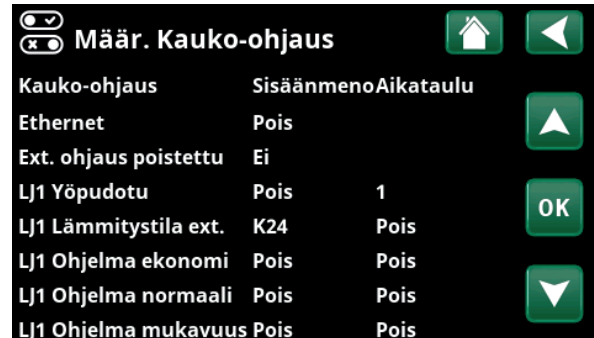 Määr. Kauko-ohjaus
Kauko-ohjaus Sisäänmeno Aikataulu
Ethernet Pois
Ext. ohjaus poistettu Ei
LJ1 Yöpudotu Pois 1
LJ1 Lämmitystila ext. K24 Pois
OK
LJ1 Ohjelma ekonomi Pois Pois
LJ1 Ohjelma normaali Pois Pois
LJ1 Ohjelma mukavuus Pois Pois